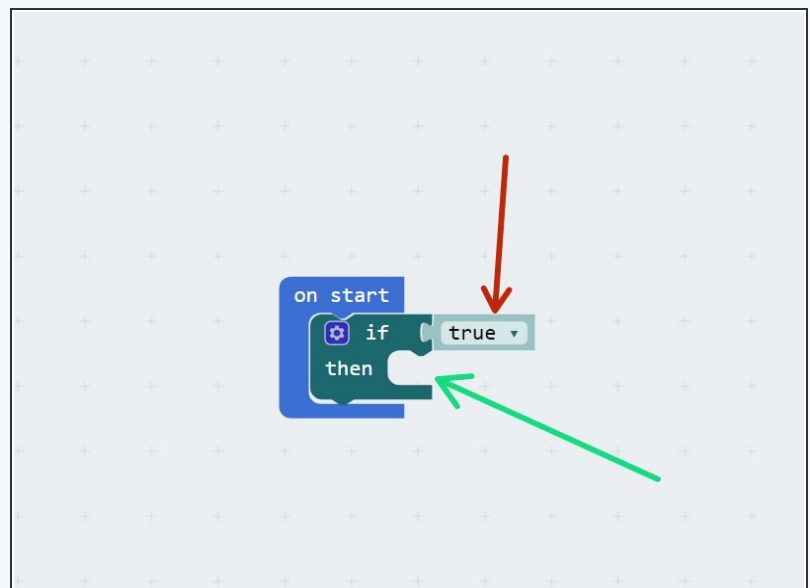 on start
if true
then